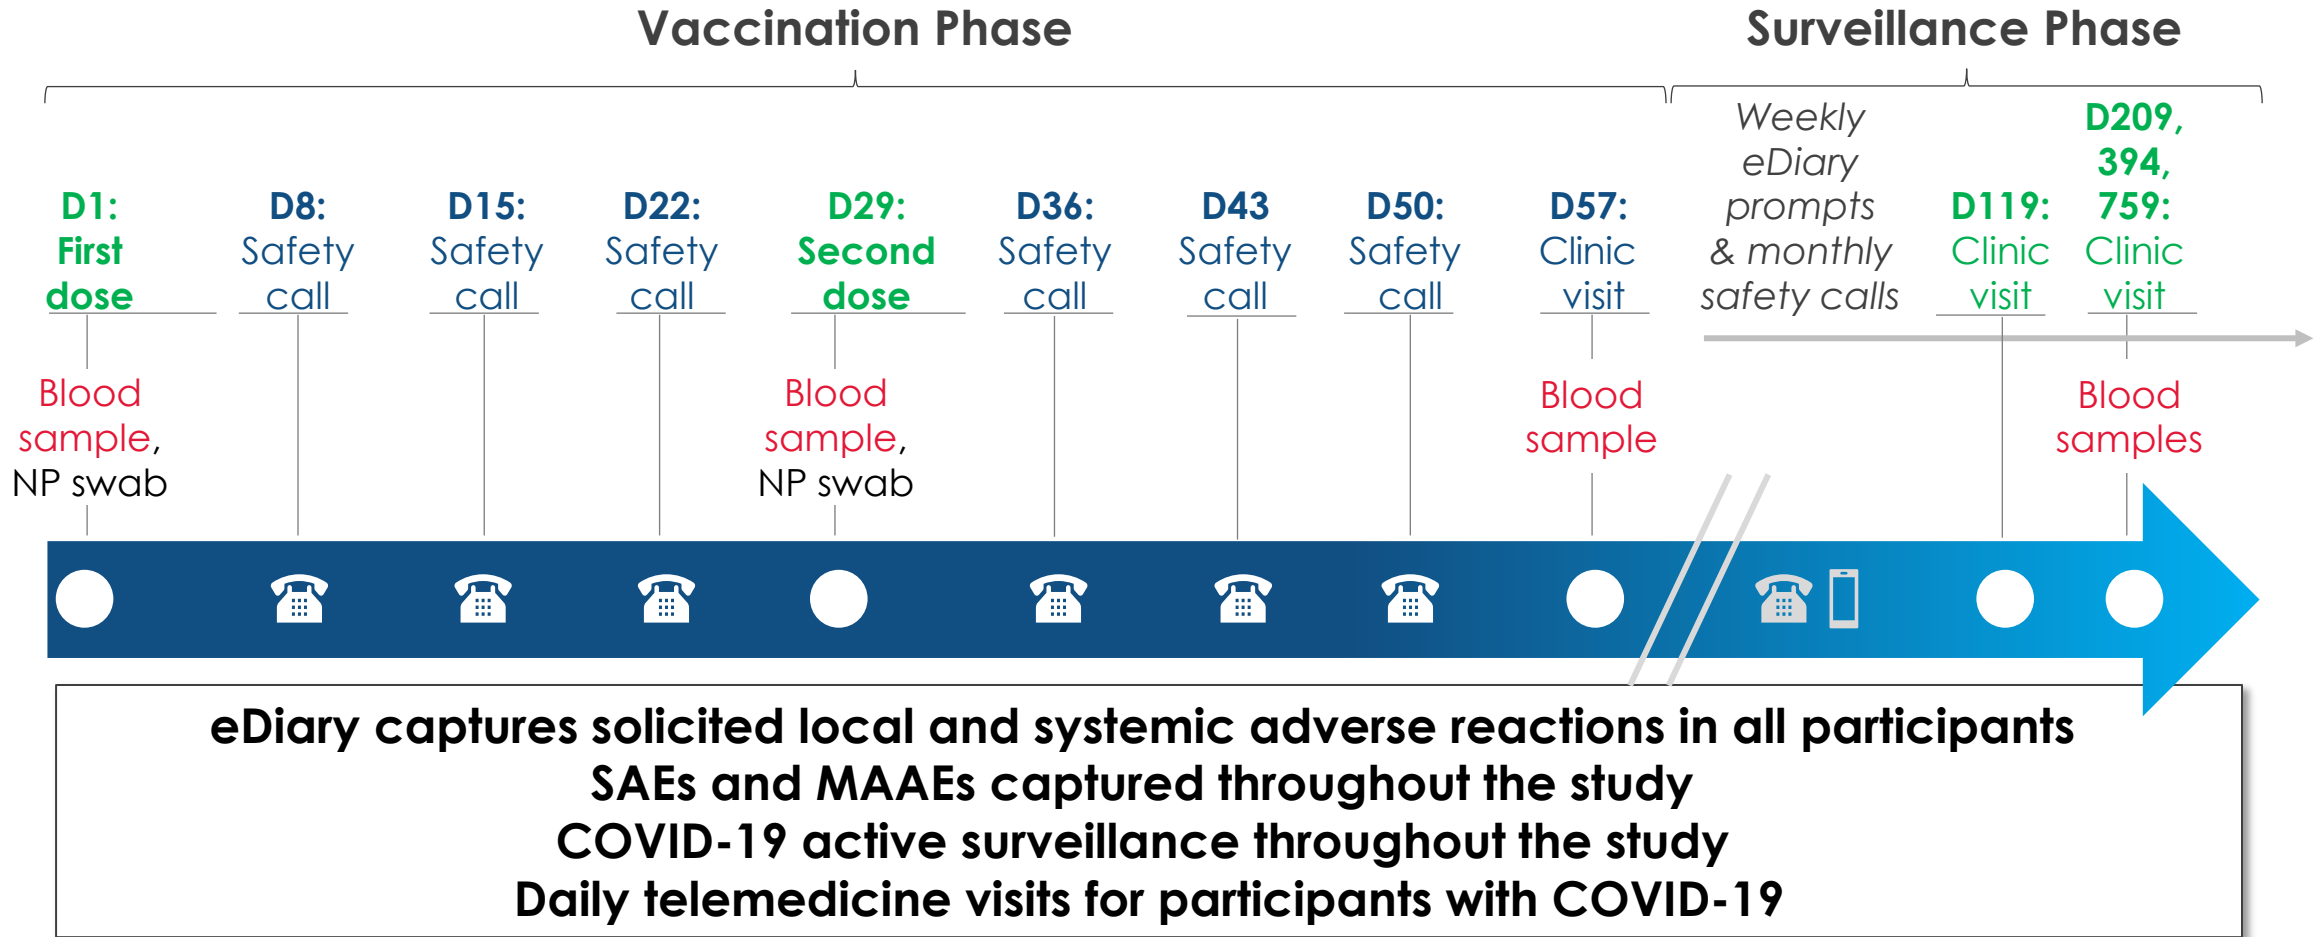 Vaccination Phase
Surveillance Phase
D1:
First
dose
D8:
Safety
call
D15:
Safety
call
D22:
Safety
call
D29:
Second
dose
D36:
Safety
call
D43
Safety
call
D50:
Safety
call
D57:
Clinic
visit
Weekly
eDiary
prompts
& monthly
safety calls
D119:
Clinic
visit
D209,
394,
759:
Clinic
visit
Blood
sample,
NP swab
Blood
sample,
NP swab
Blood
sample
Blood
samples
eDiary captures solicited local and systemic adverse reactions in all participants
SAEs and MAAEs captured throughout the study
COVID-19 active surveillance throughout the study
Daily telemedicine visits for participants with COVID-19